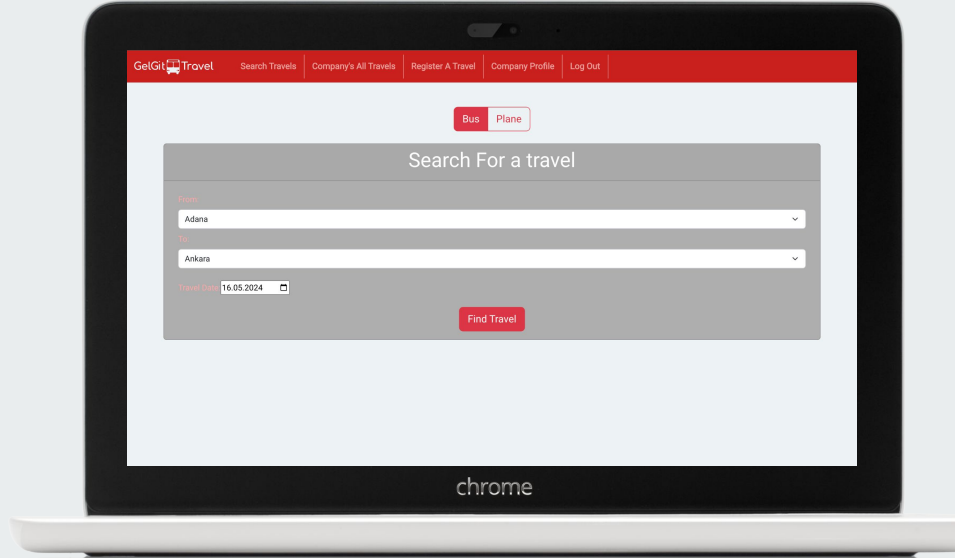 GelGit Travel Search Travels Company's All Travels Register A Travel Company Profile Log Out
Bus Plane
Search For a travel
From:
Adana
To:
Ankara
Travel Date: 16.05.2024
Find Travel
chrome